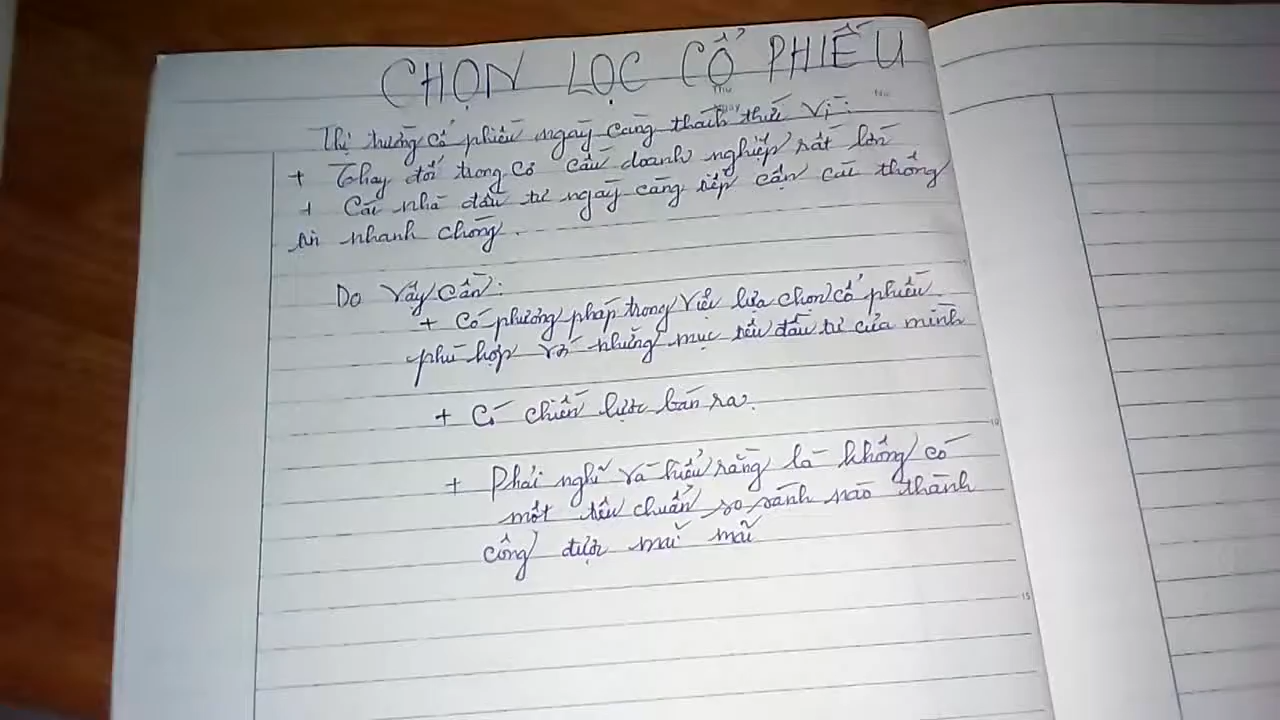 CHỌN LỌC CỔ PHIẾU
Thị trường cổ phiếu ngày càng thách thức vì:
+ Thay đổi trong cơ cấu doanh nghiệp rất lớn
+ Các nhà đầu tư ngày càng tiếp cận các thông
tin nhanh chóng.
Do vậy cần:
+ Có phương pháp trong việc lựa chọn cổ phiếu
phù hợp với những mục tiêu đầu tư của mình
+ Có chiến lược bán ra.
+ Phải nghĩ và hiểu rằng là không có
một tiêu chuẩn so sánh nào thành
công được mãi mãi